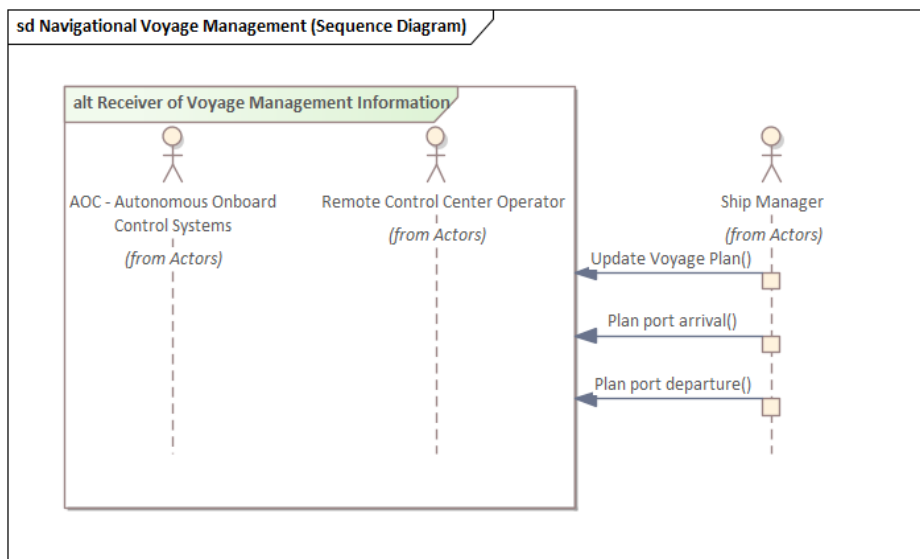 sd Navigational Voyage Management (Sequence Diagram)
alt Receiver of Voyage Management Information
AOC - Autonomous Onboard
Control Systems
(from Actors)
Remote Control Center Operator
(from Actors)
Ship Manager
(from Actors)
Update Voyage Plan()
Plan port arrival()
Plan port departure()